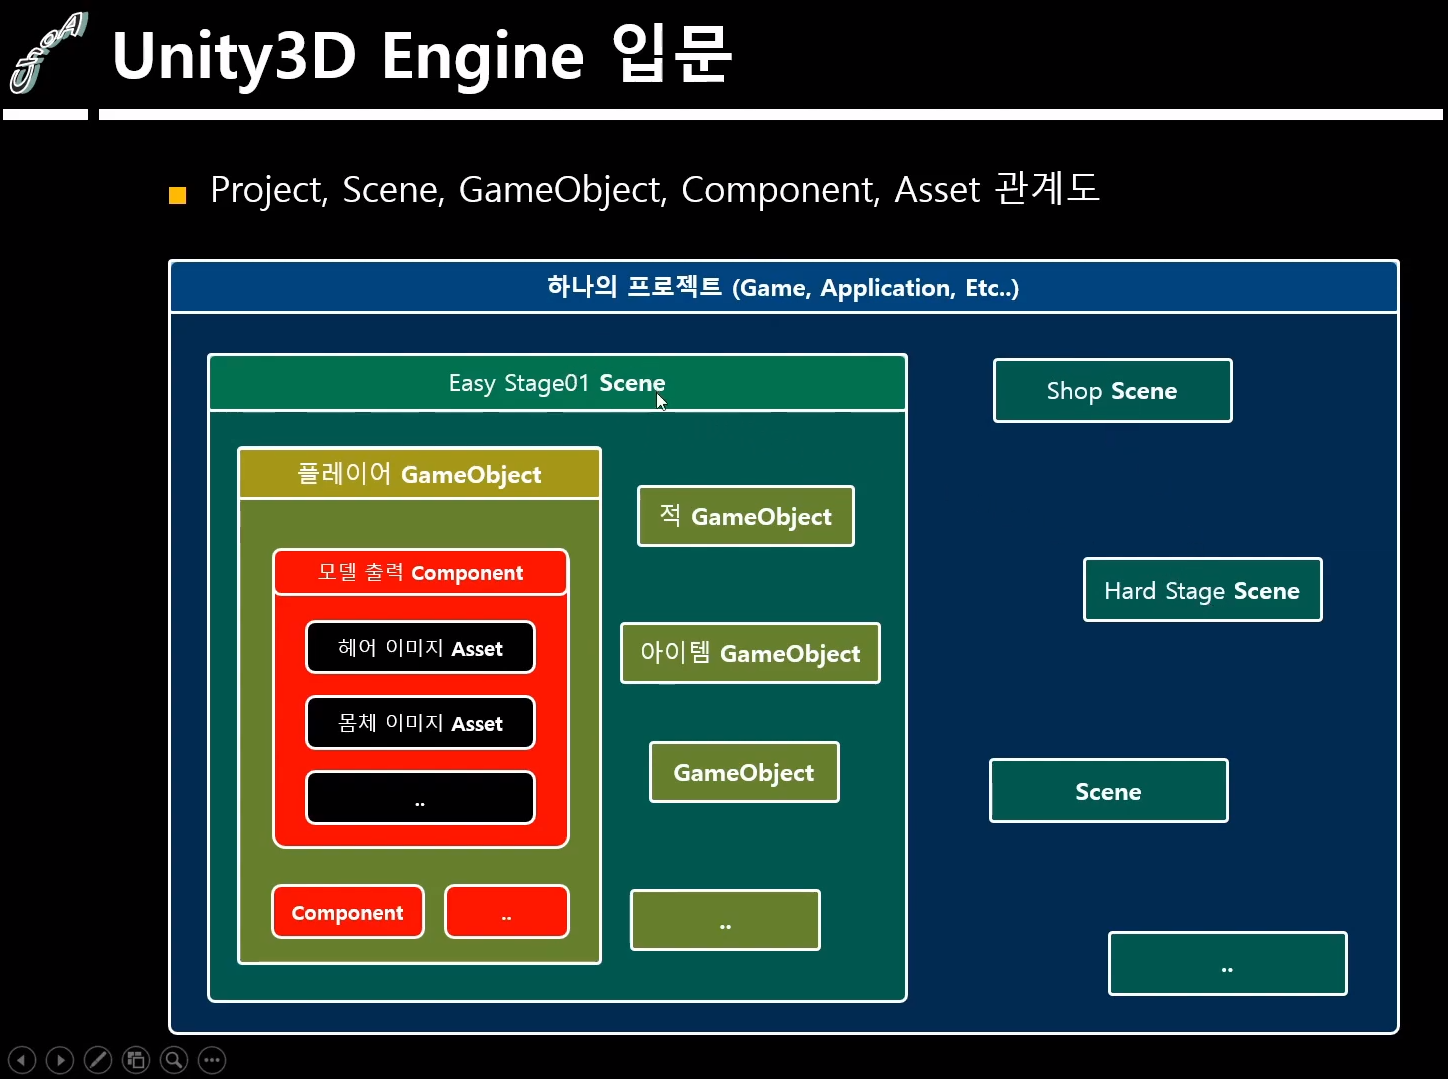 Unity3D Engine 입문
Project, Scene, GameObject, Component, Asset 관계도
하나의 프로젝트 (Game, Application, Etc..)
Easy Stage01 Scene
플레이어 GameObject
모델 출력 Component
헤어 이미지 Asset
몸체 이미지 Asset
..
Component
..
적 GameObject
아이템 GameObject
GameObject
..
Shop Scene
Hard Stage Scene
Scene
..